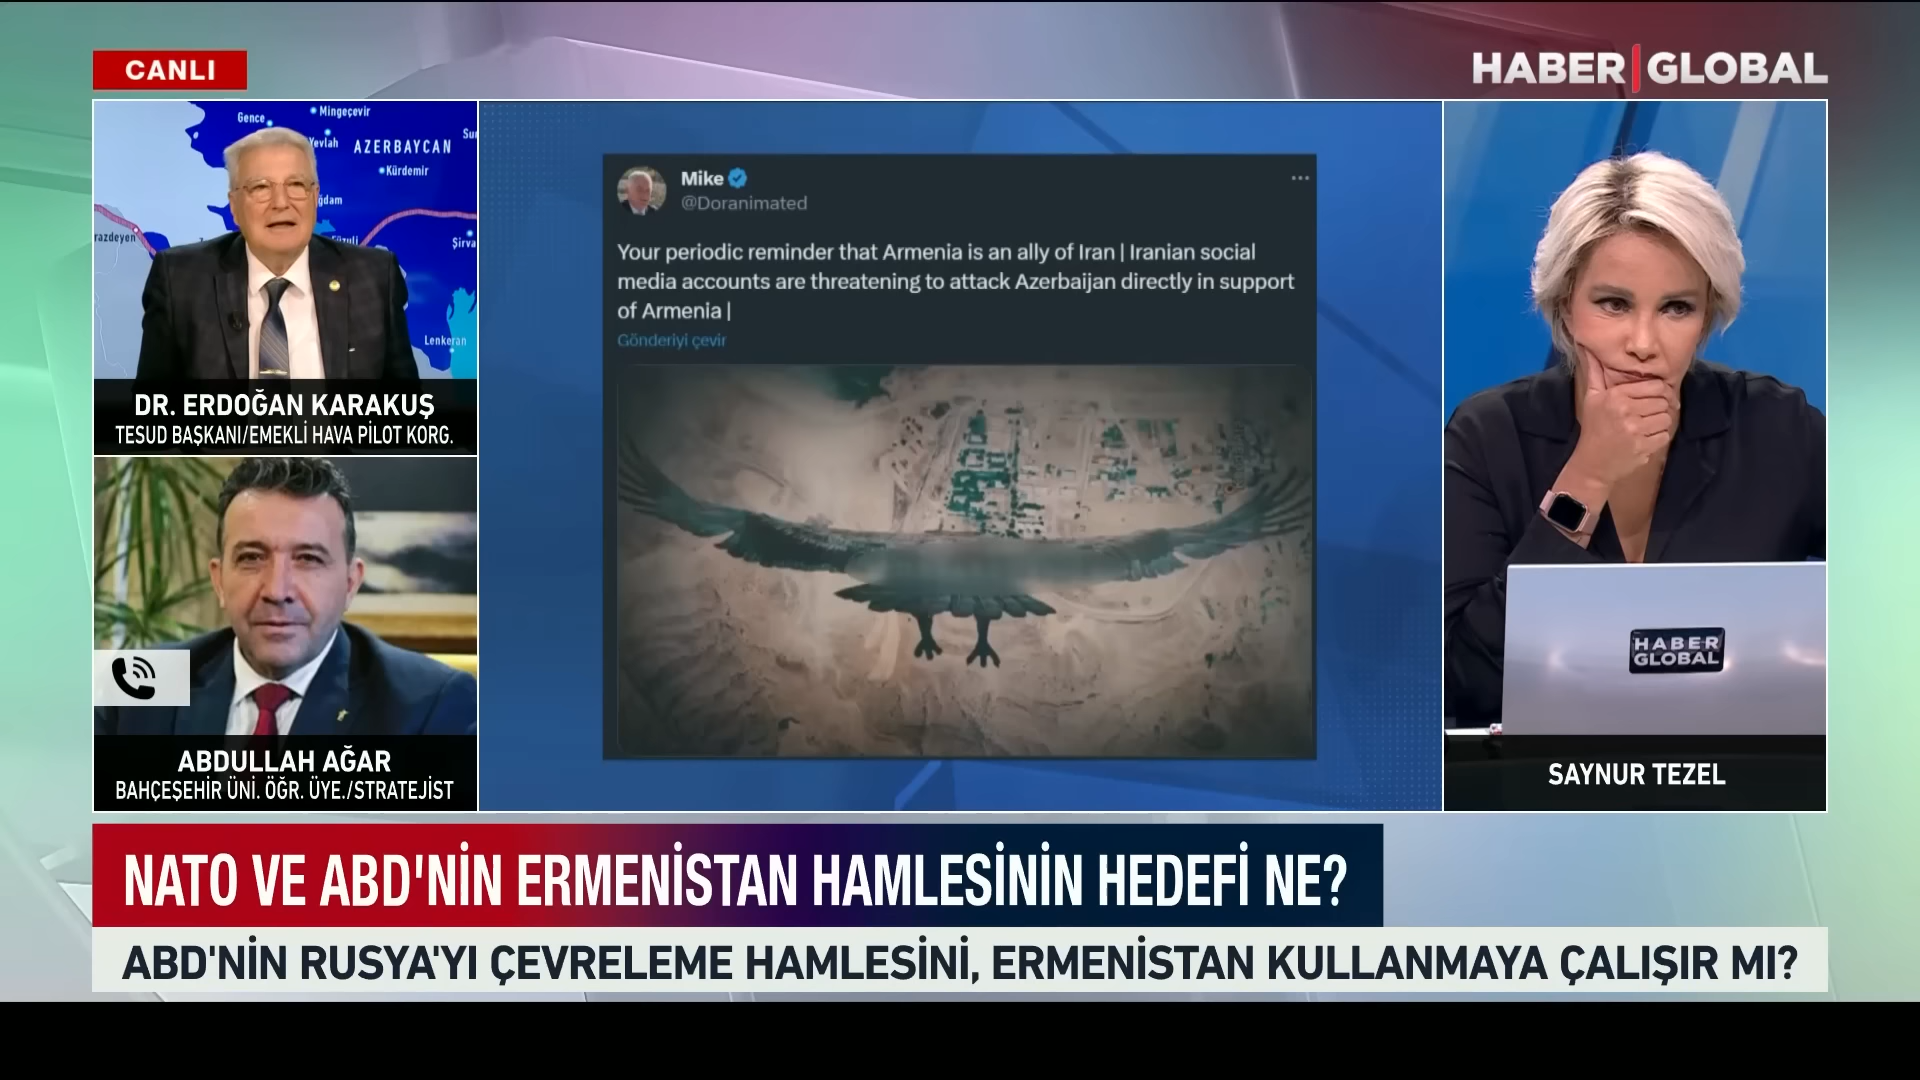 CANLI
HABER GLOBAL
Gence
Mingeçevir
Yevlah
AZERBAYCAN
Kürdemir
Füzuli
Lenkeran
DR. ERDOĞAN KARAKUŞ
TESUD BAŞKANI/EMEKLİ HAVA PİLOT KORG.
ABDULLAH AĞAR
BAHÇEŞEHİR ÜNİ. ÖĞR. ÜYE./STRATEJİST
Mike
@Doranimated
Your periodic reminder that Armenia is an ally of Iran | Iranian social
media accounts are threatening to attack Azerbaijan directly in support
of Armenia |
Gönderiyi çevir
HABER
GLOBAL
SAYNUR TEZEL
NATO VE ABD'NİN ERMENİSTAN HAMLESİNİN HEDEFİ NE?
ABD'NİN RUSYA'YI ÇEVRELEME HAMLESİNİ, ERMENİSTAN KULLANMAYA ÇALIŞIR MI?